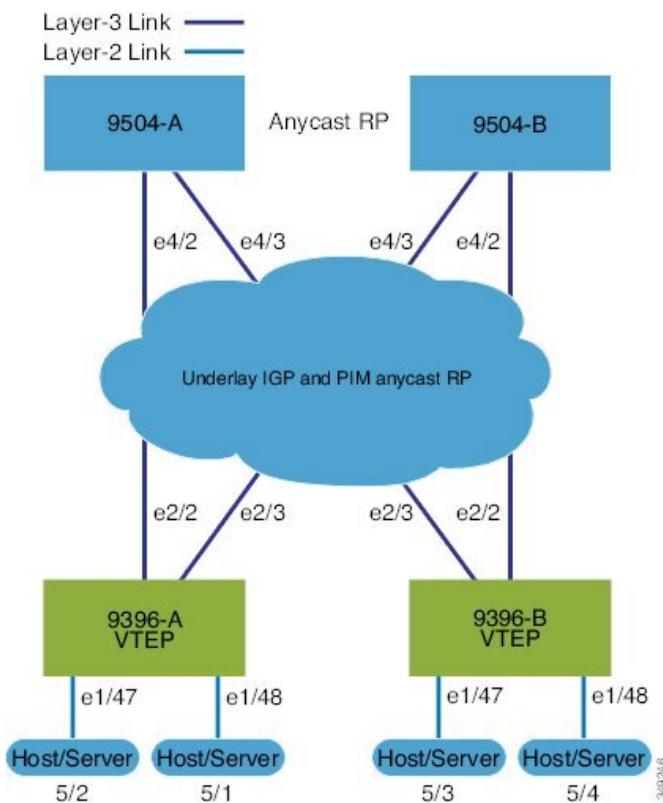 Layer-3 Link
Layer-2 Link
9504-A
Anycast RP
9504-B
e4/2
e4/3
e4/3
e4/2
Underlay IGP and PIM anycast RP
e2/2
e2/3
e2/3
e2/2
9396-A
VTEP
9396-B
VTEP
e1/47
e1/48
e1/47
e1/48
Host/Server
Host/Server
Host/Server
Host/Server
5/2
5/1
5/3
5/4
349246